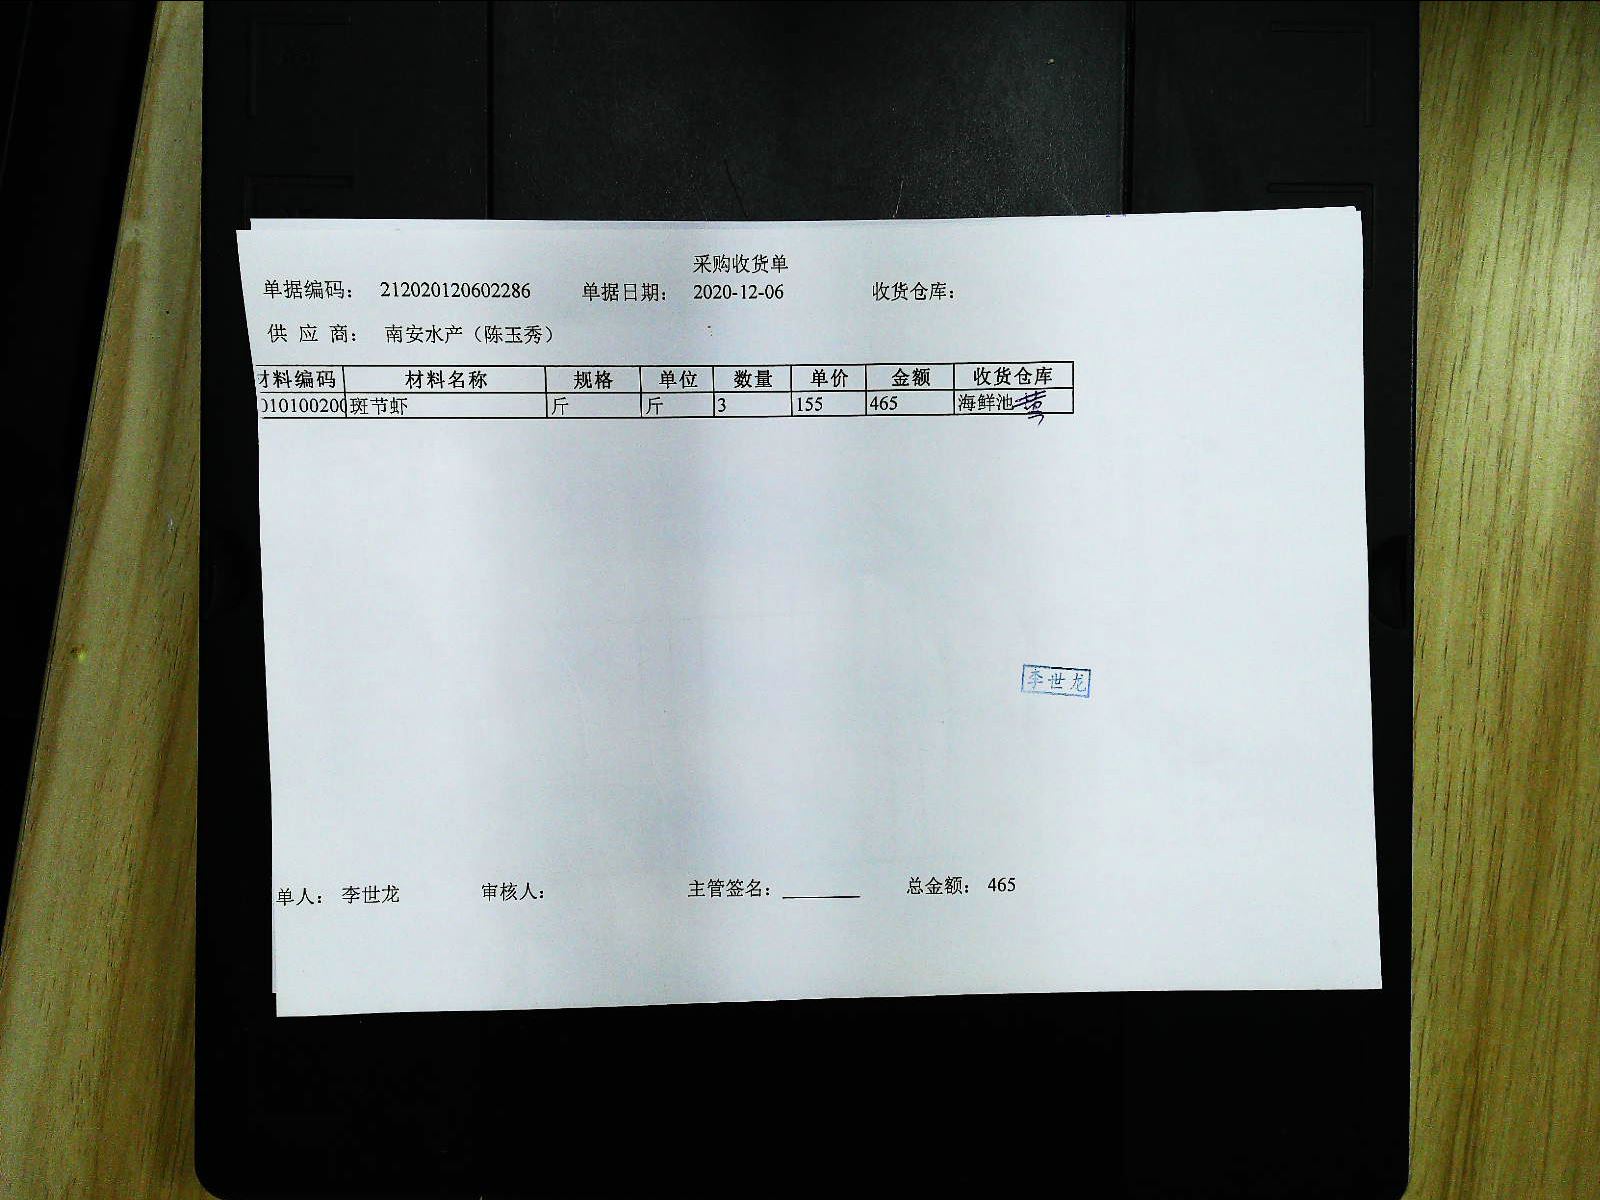 采购收货单
单据编码： 212020120602286 单据日期： 2020-12-06 收货仓库：
供 应 商： 南安水产（陈玉秀）
材料编码 材料名称 规格 单位 数量 单价 金额 收货仓库
010100200 斑节虾 斤 斤 3 155 465 海鲜池
李世龙
单人： 李世龙 审核人： 主管签名： 总金额： 465